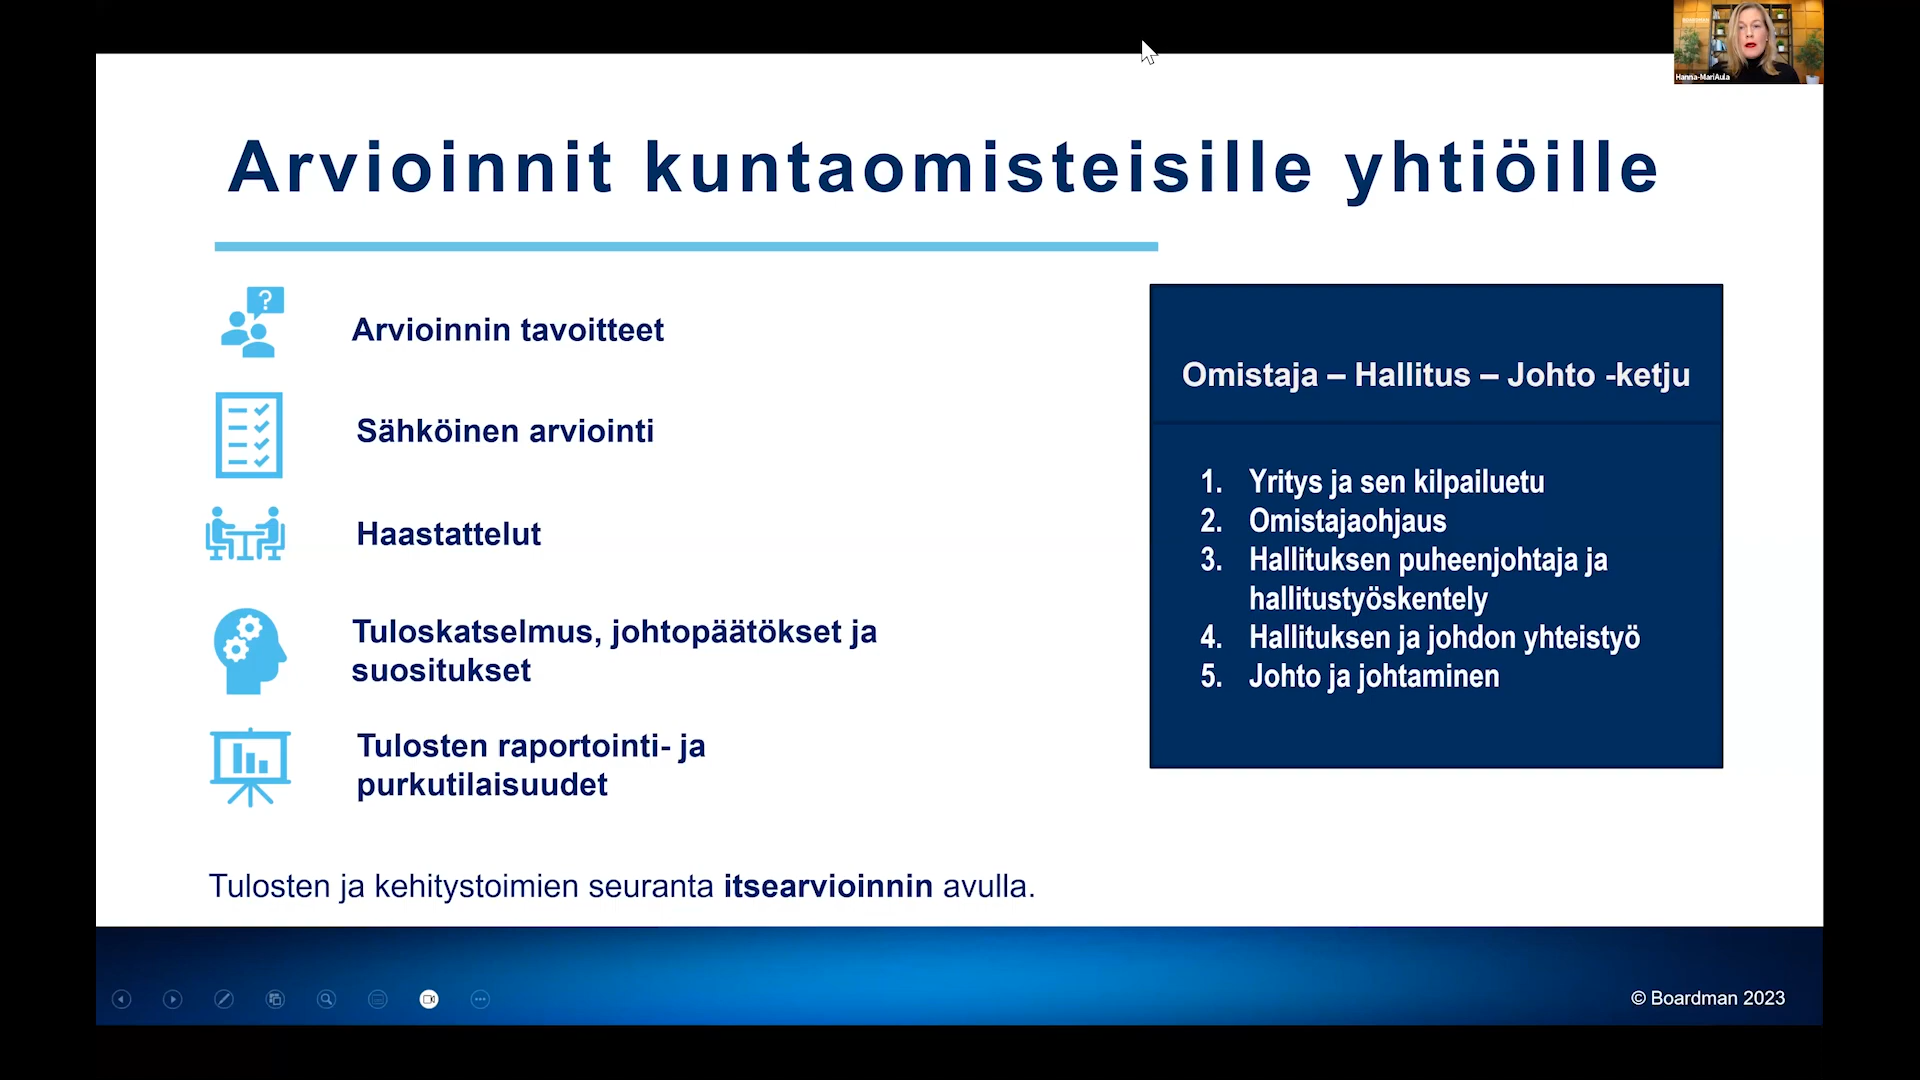 Hanna-MariAula
Arvioinnit kuntaomisteisille yhtiöille
?
Arvioinnin tavoitteet
Sähköinen arviointi
Haastattelut
Tuloskatselmus, johtopäätökset ja
suositukset
Tulosten raportointi- ja
purkutilaisuudet
Tulosten ja kehitystoimien seuranta itsearvioinnin avulla.
Omistaja – Hallitus – Johto -ketju
1. Yritys ja sen kilpailuetu
2. Omistajaohjaus
3. Hallituksen puheenjohtaja ja
hallitustyöskentely
4. Hallituksen ja johdon yhteistyö
5. Johto ja johtaminen
© Boardman 2023